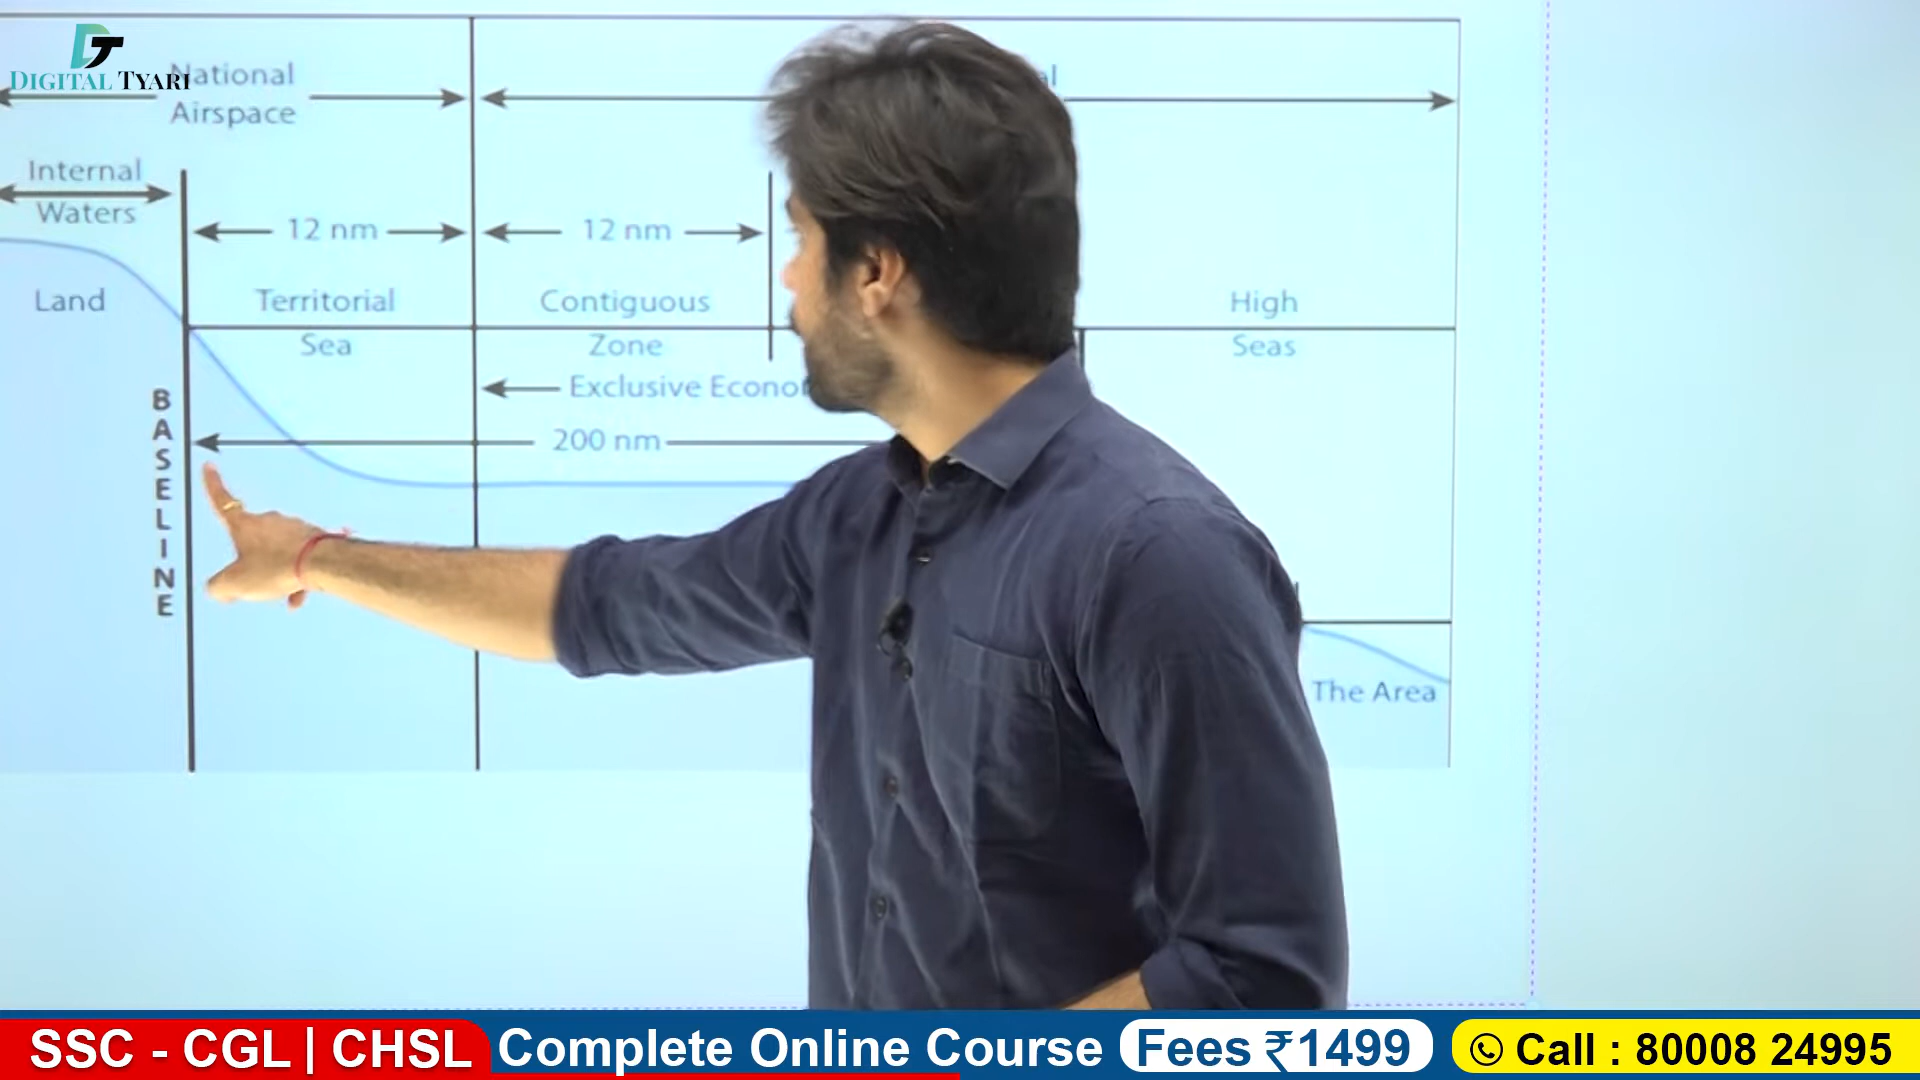 DT
DIGITAL TYARI
National
Airspace
Internal
Waters
12 nm
12 nm
Land
Territorial
Sea
Contiguous
Zone
High
Seas
Exclusive
200 nm
BASELINE
The Area
SSC - CGL | CHSL
Complete Online Course
Fees ₹1499
Call : 80008 24995